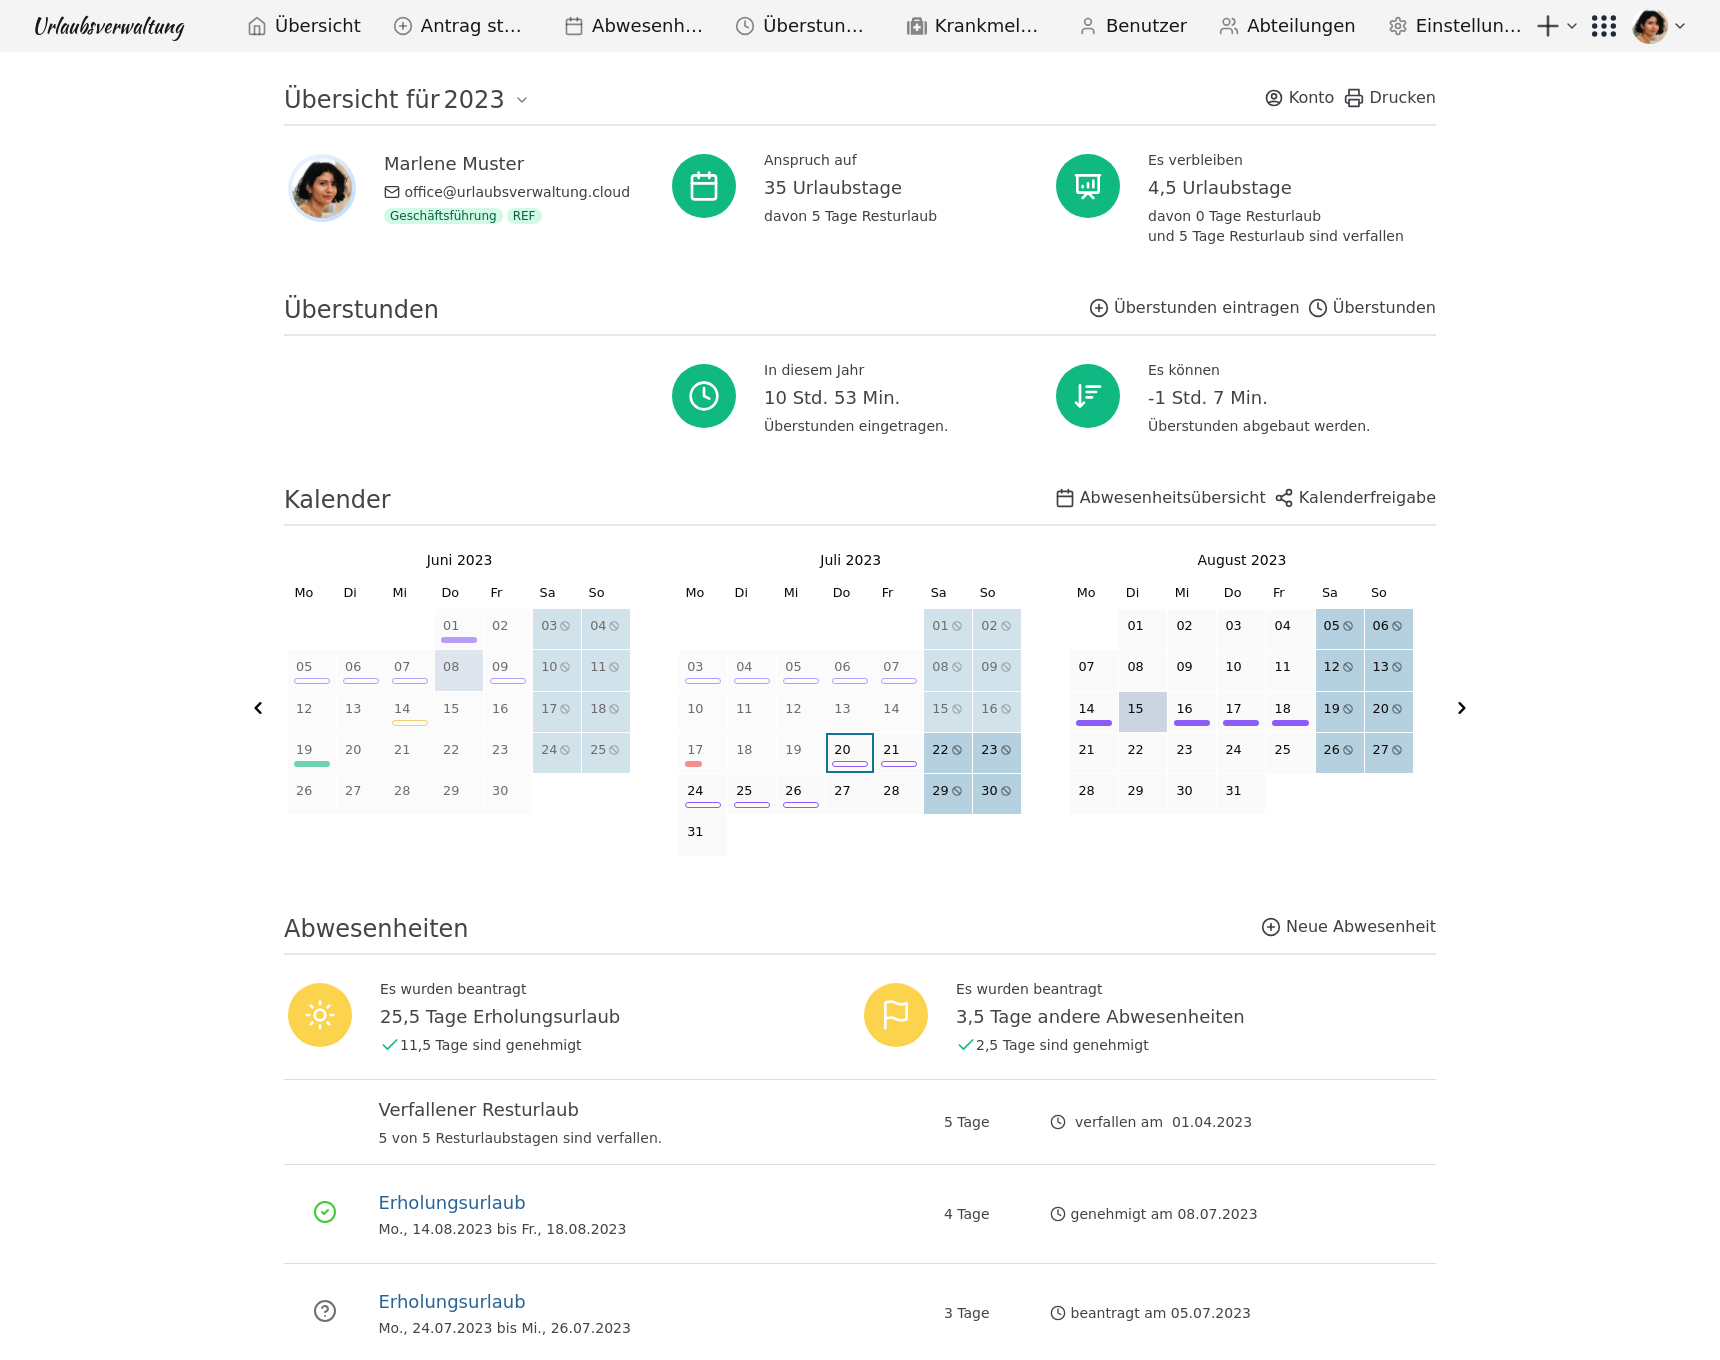 Urlaubsverwaltung Übersicht Antrag st… Abwesenh… Überstun… Krankmel… Benutzer Abteilungen Einstellun…
Übersicht für 2023 Konto Drucken
Marlene Muster
office@urlaubsverwaltung.cloud
Geschäftsführung REF
Anspruch auf
35 Urlaubstage
davon 5 Tage Resturlaub
Es verbleiben
4,5 Urlaubstage
davon 0 Tage Resturlaub
und 5 Tage Resturlaub sind verfallen
Überstunden Überstunden eintragen Überstunden
In diesem Jahr
10 Std. 53 Min.
Überstunden eingetragen.
Es können
-1 Std. 7 Min.
Überstunden abgebaut werden.
Kalender Abwesenheitsübersicht Kalenderfreigabe
Juni 2023
Mo Di Mi Do Fr Sa So
01 02 03 04
05 06 07 08 09 10 11
12 13 14 15 16 17 18
19 20 21 22 23 24 25
26 27 28 29 30
Juli 2023
Mo Di Mi Do Fr Sa So
01 02
03 04 05 06 07 08 09
10 11 12 13 14 15 16
17 18 19 20 21 22 23
24 25 26 27 28 29 30
31
August 2023
Mo Di Mi Do Fr Sa So
01 02 03 04 05 06
07 08 09 10 11 12 13
14 15 16 17 18 19 20
21 22 23 24 25 26 27
28 29 30 31
Abwesenheiten Neue Abwesenheit
Es wurden beantragt
25,5 Tage Erholungsurlaub
11,5 Tage sind genehmigt
Es wurden beantragt
3,5 Tage andere Abwesenheiten
2,5 Tage sind genehmigt
Verfallener Resturlaub
5 von 5 Resturlaubstagen sind verfallen.
5 Tage verfallen am 01.04.2023
Erholungsurlaub
Mo., 14.08.2023 bis Fr., 18.08.2023
4 Tage genehmigt am 08.07.2023
Erholungsurlaub
Mo., 24.07.2023 bis Mi., 26.07.2023
3 Tage beantragt am 05.07.2023